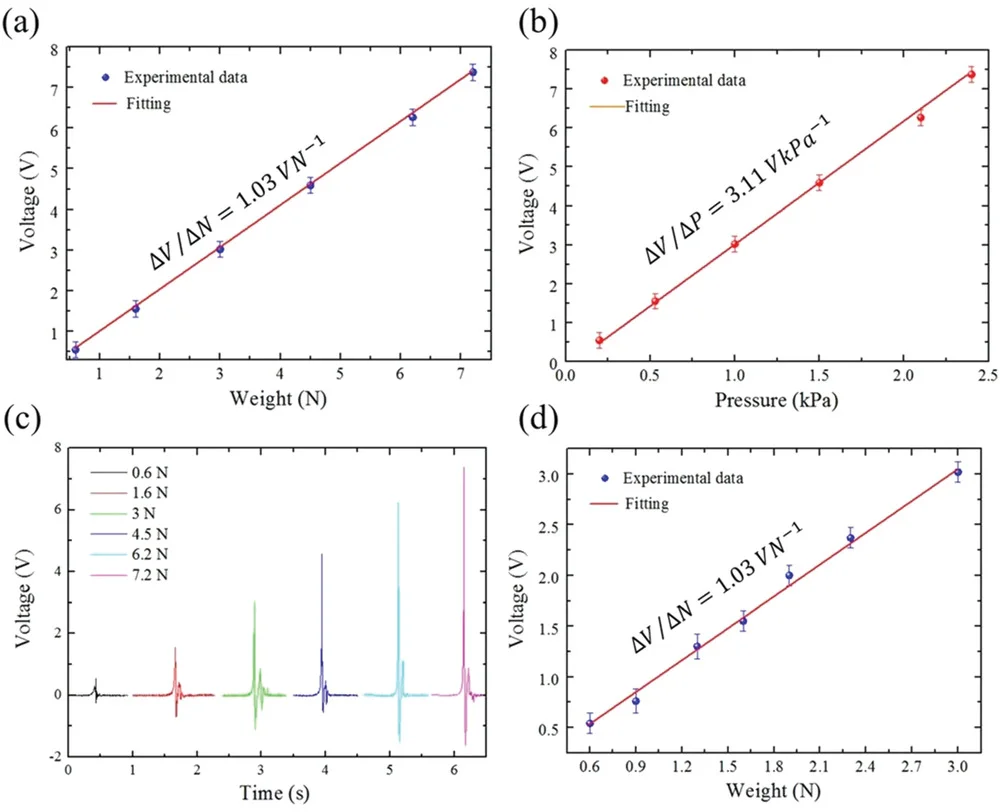 (a)
8
7
6
5
4
3
2
1
Voltage (V)
Experimental data
Fitting
ΔV/ΔN = 1.03 VN⁻¹
1 2 3 4 5 6 7
Weight (N)
(b)
8
7
6
5
4
3
2
1
0
Voltage (V)
Experimental data
Fitting
ΔV/ΔP = 3.11 VkPa⁻¹
0.0 0.5 1.0 1.5 2.0 2.5
Pressure (kPa)
(c)
8
6
4
2
0
-2
Voltage (V)
0.6 N
1.6 N
3 N
4.5 N
6.2 N
7.2 N
0 1 2 3 4 5 6
Time (s)
(d)
3.0
2.5
2.0
1.5
1.0
0.5
Voltage (V)
Experimental data
Fitting
ΔV/ΔN = 1.03 VN⁻¹
0.6 0.9 1.2 1.5 1.8 2.1 2.4 2.7 3.0
Weight (N)